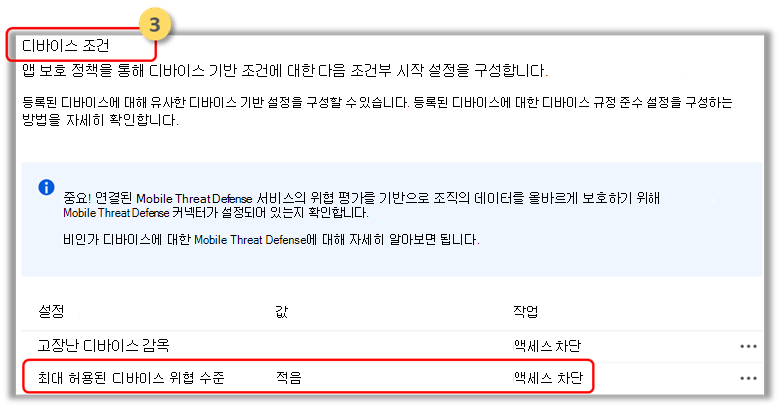 3
디바이스 조건
앱 보호 정책을 통해 디바이스 기반 조건에 대한 다음 조건부 시작 설정을 구성합니다.
등록된 디바이스에 대해 유사한 디바이스 기반 설정을 구성할 수 있습니다. 등록된 디바이스에 대한 디바이스 규정 준수 설정을 구성하는
방법을 자세히 확인합니다.
중요! 연결된 Mobile Threat Defense 서비스의 위협 평가를 기반으로 조직의 데이터를 올바르게 보호하기 위해
Mobile Threat Defense 커넥터가 설정되어 있는지 확인합니다.
비인가 디바이스에 대한 Mobile Threat Defense에 대해 자세히 알아보면 됩니다.
설정 값 작업
고장난 디바이스 감옥 액세스 차단 •••
최대 허용된 디바이스 위협 수준 적음 액세스 차단 •••